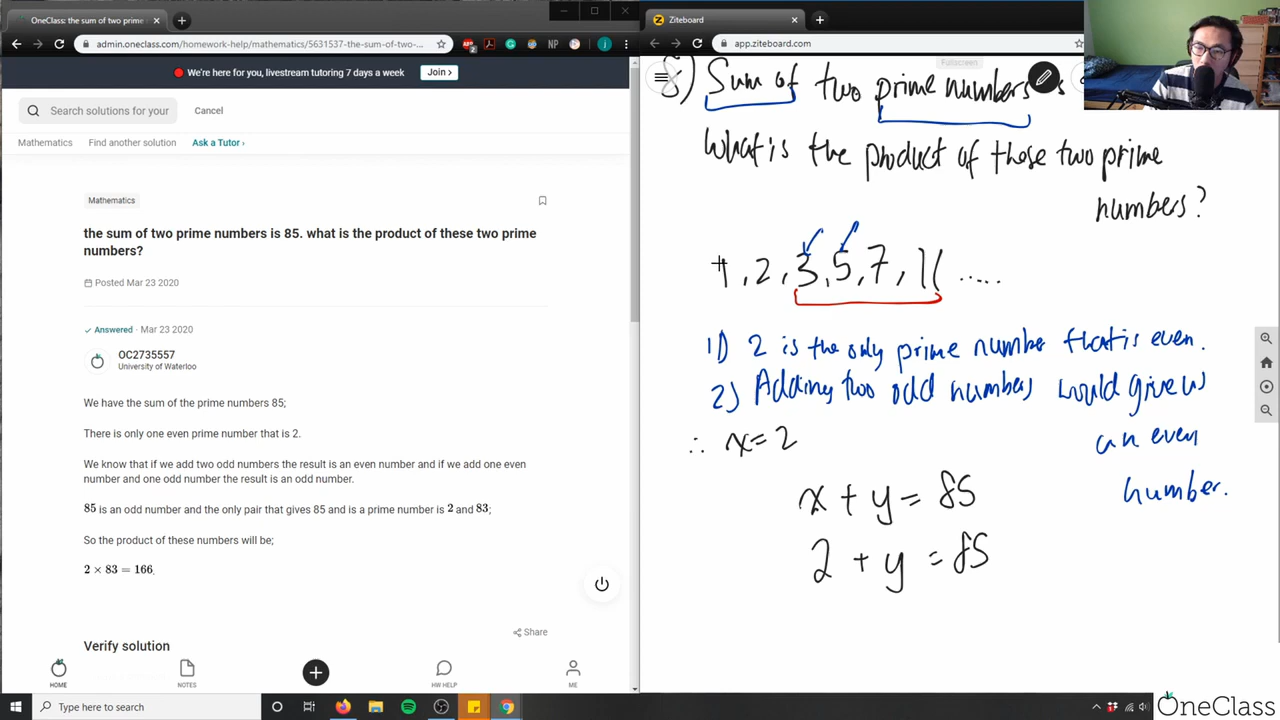 OneClass: the sum of two prime
Ziteboard
admin.oneclass.com/homework-help/mathematics/5631537-the-sum-of-two-...
app.ziteboard.com
NP
j
We're here for you, livestream tutoring 7 days a week
Join ›
Search solutions for your
Cancel
Mathematics
Find another solution
Ask a Tutor ›
Mathematics
the sum of two prime numbers is 85. what is the product of these two prime
numbers?
Posted Mar 23 2020
Answered • Mar 23 2020
OC2735557
University of Waterloo
We have the sum of the prime numbers 85;
There is only one even prime number that is 2.
We know that if we add two odd numbers the result is an even number and if we add one even
number and one odd number the result is an odd number.
85 is an odd number and the only pair that gives 85 and is a prime number is 2 and 83;
So the product of these numbers will be;
2 × 83 = 166.
Share
Verify solution
HOME
NOTES
HW HELP
ME
Type here to search
Fullscreen
Sum of two prime numbers
What is the product of these two prime
numbers?
1, 2, 3, 5, 7, 11 .....
1) 2 is the only prime number that is even.
2) Adding two odd numbers would give us
an even
number.
∴ x = 2
x + y = 85
2 + y = 85
OneClass